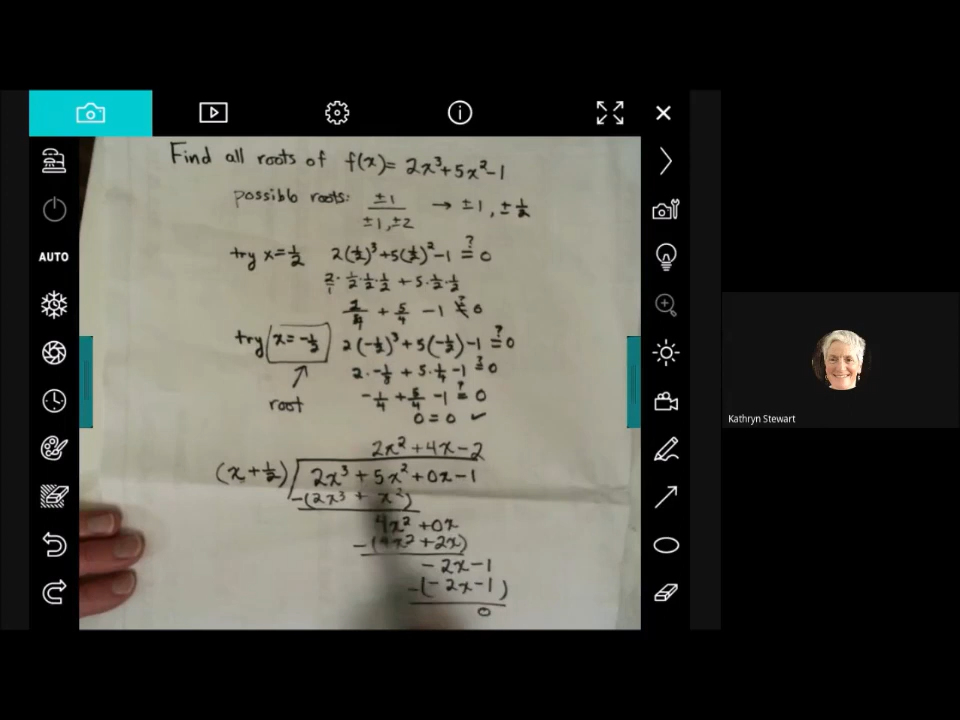 Find all roots of f(x)= 2x³+5x²-1
possible roots: ±1/±1,±2 → ±1, ±1/2
try x=1/2 2(1/2)³+5(1/2)²-1 ?= 0
2/1·1/2·1/2·1/2 + 5·1/2·1/2
+ 5/4 -1 ≠ 0
try x=-1/2 2(-1/2)³+5(-1/2)-1 ?= 0
2·-1/8 + 5·1/4 -1 ?= 0
root -1/4 + 5/4 -1 ?= 0
0 = 0 ✓
2x²+4x-2
(x+1/2) 2x³+5x²+0x-1
-(2x³ + x²)
4x² +0x
-(4x²+2x)
-2x-1
-(-2x-1)
0
AUTO
Kathryn Stewart